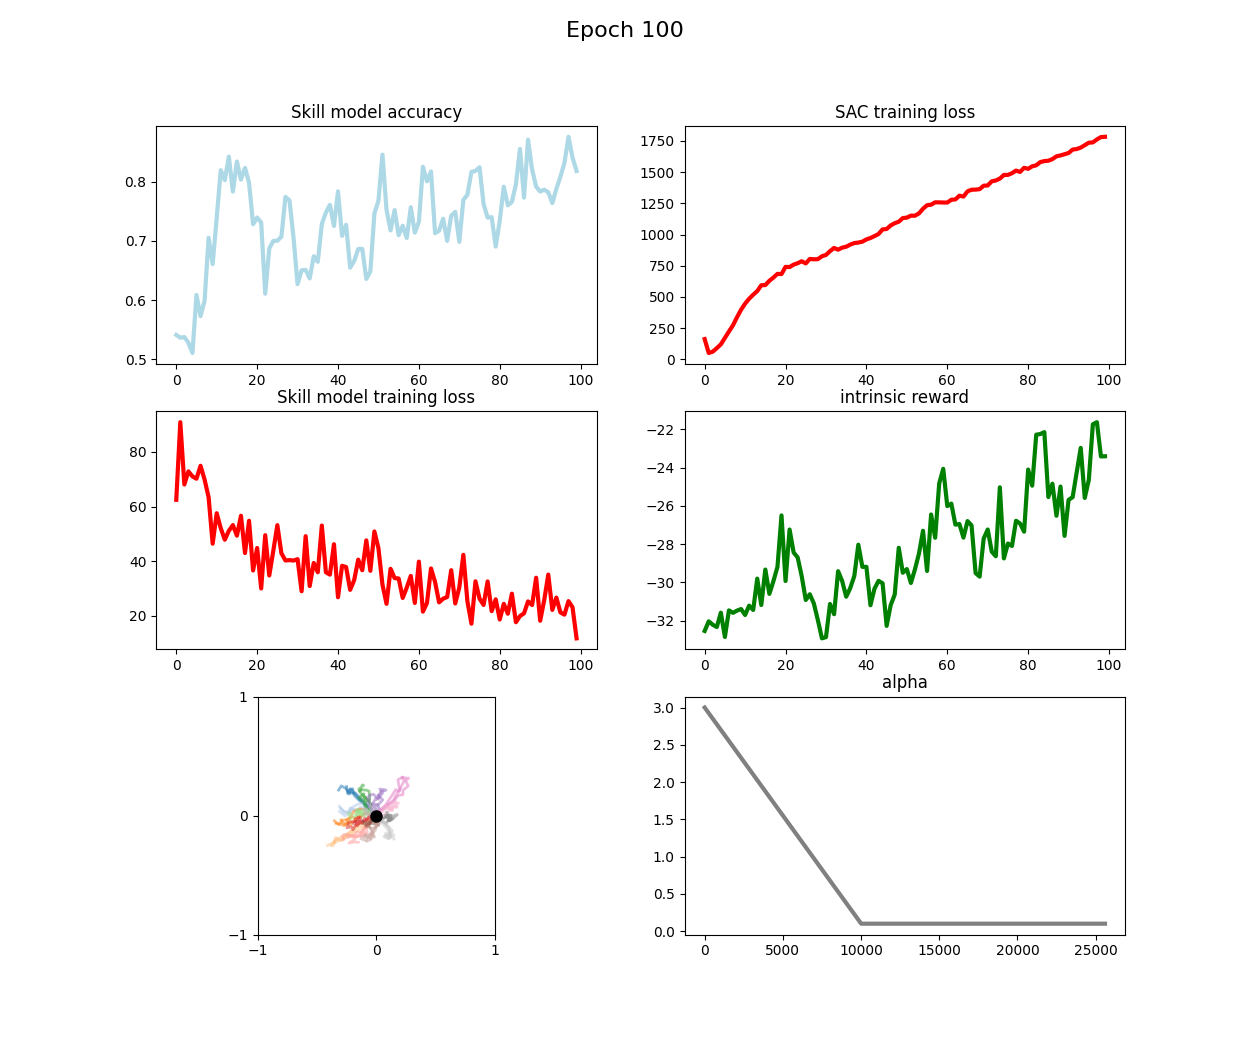 Epoch 100
Skill model accuracy
0.8
0.7
0.6
0.5
0 20 40 60 80 100
SAC training loss
1750
1500
1250
1000
750
500
250
0
0 20 40 60 80 100
Skill model training loss
80
60
40
20
0 20 40 60 80 100
intrinsic reward
−22
−24
−26
−28
−30
−32
0 20 40 60 80 100
1
0
−1
−1 0 1
alpha
3.0
2.5
2.0
1.5
1.0
0.5
0.0
0 5000 10000 15000 20000 25000